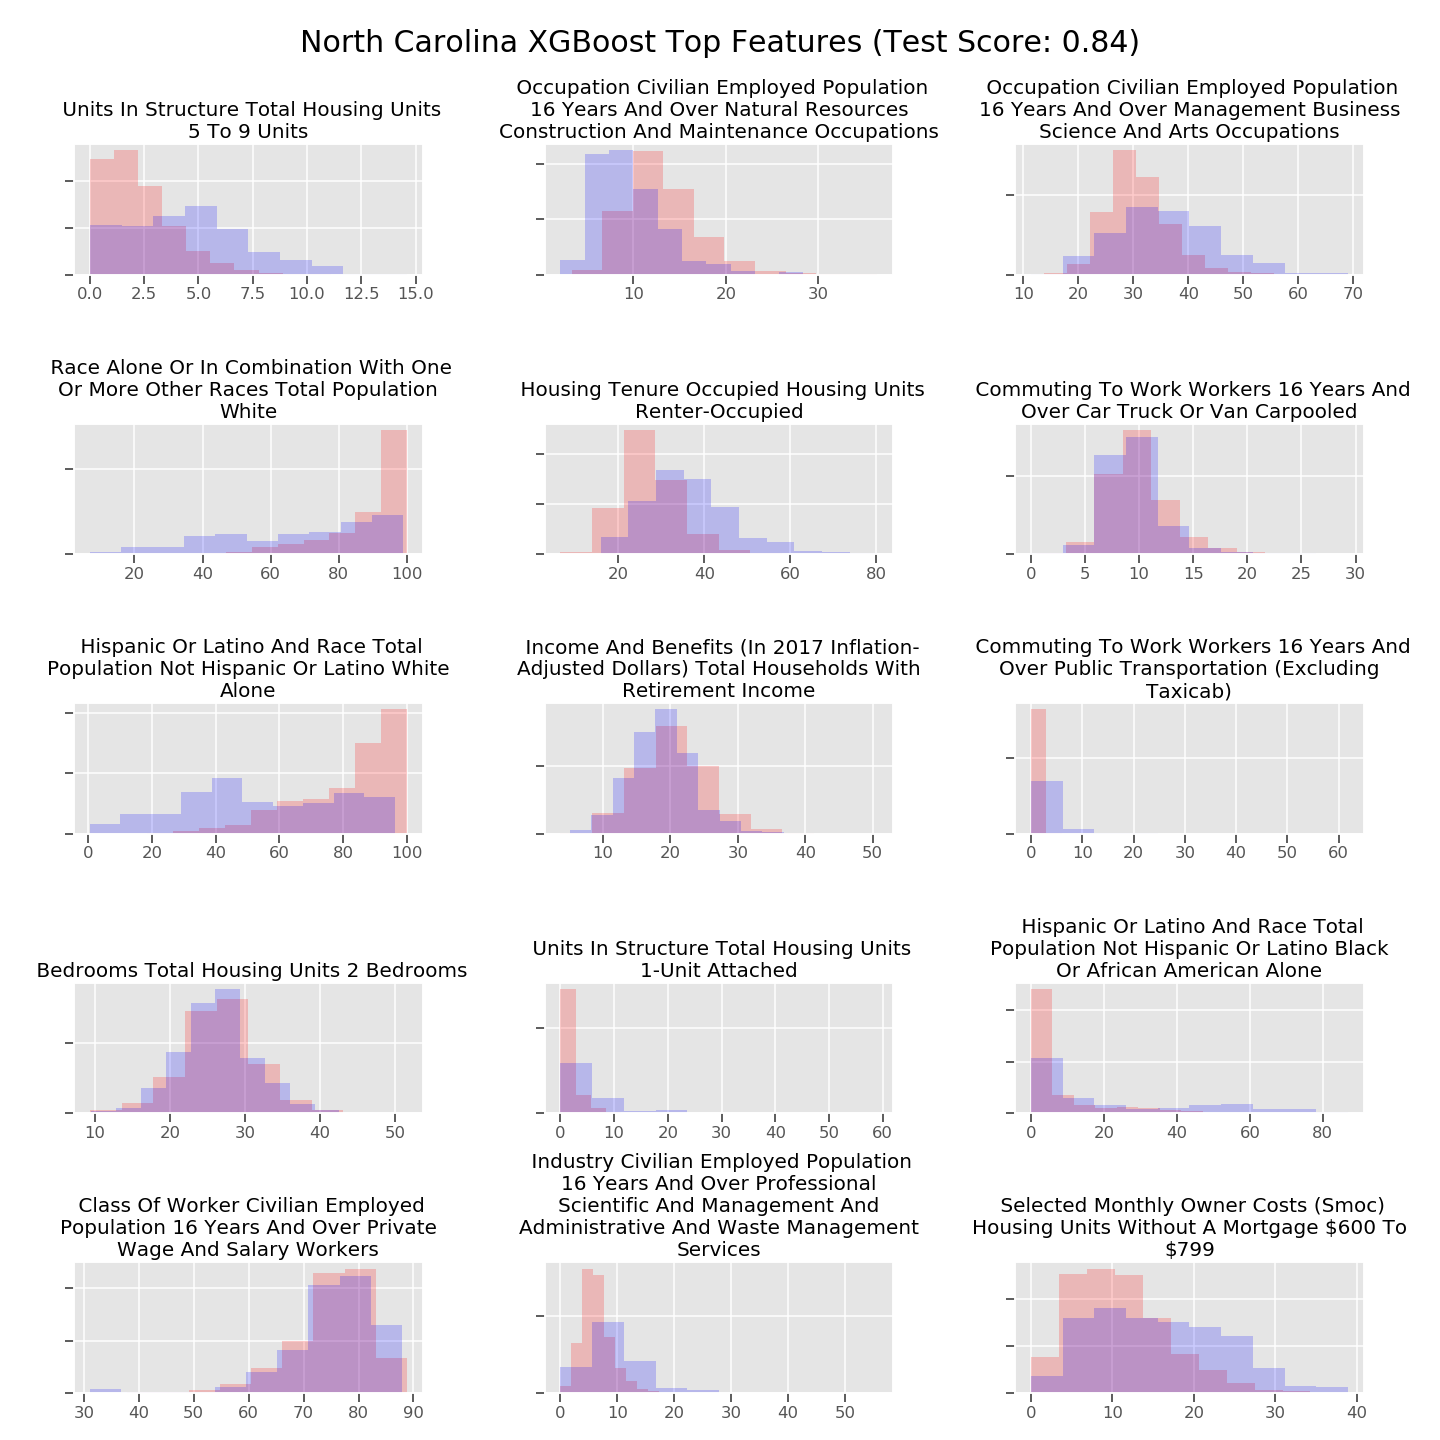 North Carolina XGBoost Top Features (Test Score: 0.84)
Units In Structure Total Housing Units
5 To 9 Units
0.0 2.5 5.0 7.5 10.0 12.5 15.0
Occupation Civilian Employed Population
16 Years And Over Natural Resources
Construction And Maintenance Occupations
10 20 30
Occupation Civilian Employed Population
16 Years And Over Management Business
Science And Arts Occupations
10 20 30 40 50 60 70
Race Alone Or In Combination With One
Or More Other Races Total Population
White
20 40 60 80 100
Housing Tenure Occupied Housing Units
Renter-Occupied
20 40 60 80
Commuting To Work Workers 16 Years And
Over Car Truck Or Van Carpooled
0 5 10 15 20 25 30
Hispanic Or Latino And Race Total
Population Not Hispanic Or Latino White
Alone
0 20 40 60 80 100
Income And Benefits (In 2017 Inflation-
Adjusted Dollars) Total Households With
Retirement Income
10 20 30 40 50
Commuting To Work Workers 16 Years And
Over Public Transportation (Excluding
Taxicab)
0 10 20 30 40 50 60
Bedrooms Total Housing Units 2 Bedrooms
10 20 30 40 50
Units In Structure Total Housing Units
1-Unit Attached
0 10 20 30 40 50 60
Hispanic Or Latino And Race Total
Population Not Hispanic Or Latino Black
Or African American Alone
0 20 40 60 80
Class Of Worker Civilian Employed
Population 16 Years And Over Private
Wage And Salary Workers
30 40 50 60 70 80 90
Industry Civilian Employed Population
16 Years And Over Professional
Scientific And Management And
Administrative And Waste Management
Services
0 10 20 30 40 50
Selected Monthly Owner Costs (Smoc)
Housing Units Without A Mortgage $600 To
$799
0 10 20 30 40